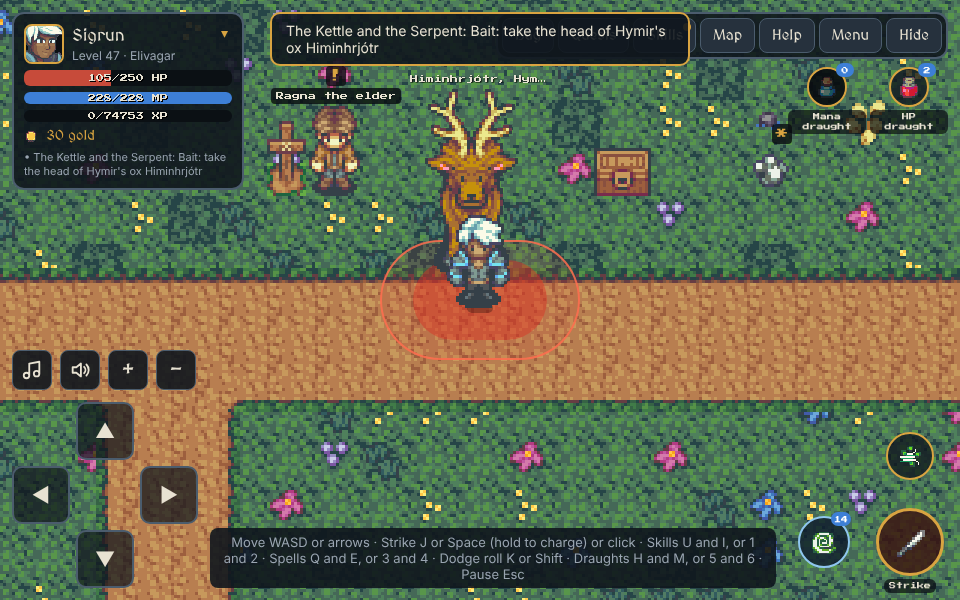 Sigrun
Level 47 · Elivagar
105/250 HP
228/228 MP
0/74753 XP
30 gold
• The Kettle and the Serpent: Bait: take
the head of Hymir's ox Himinhrjótr
The Kettle and the Serpent: Bait: take the head of Hymir's
ox Himinhrjótr
Map
Help
Menu
Hide
Himinhrjótr, Hym…
Ragna the elder
0
Mana
draught
2
HP
draught
Move WASD or arrows · Strike J or Space (hold to charge) or click · Skills U and I, or 1
and 2 · Spells Q and E, or 3 and 4 · Dodge roll K or Shift · Draughts H and M, or 5 and 6 ·
Pause Esc
14
Strike